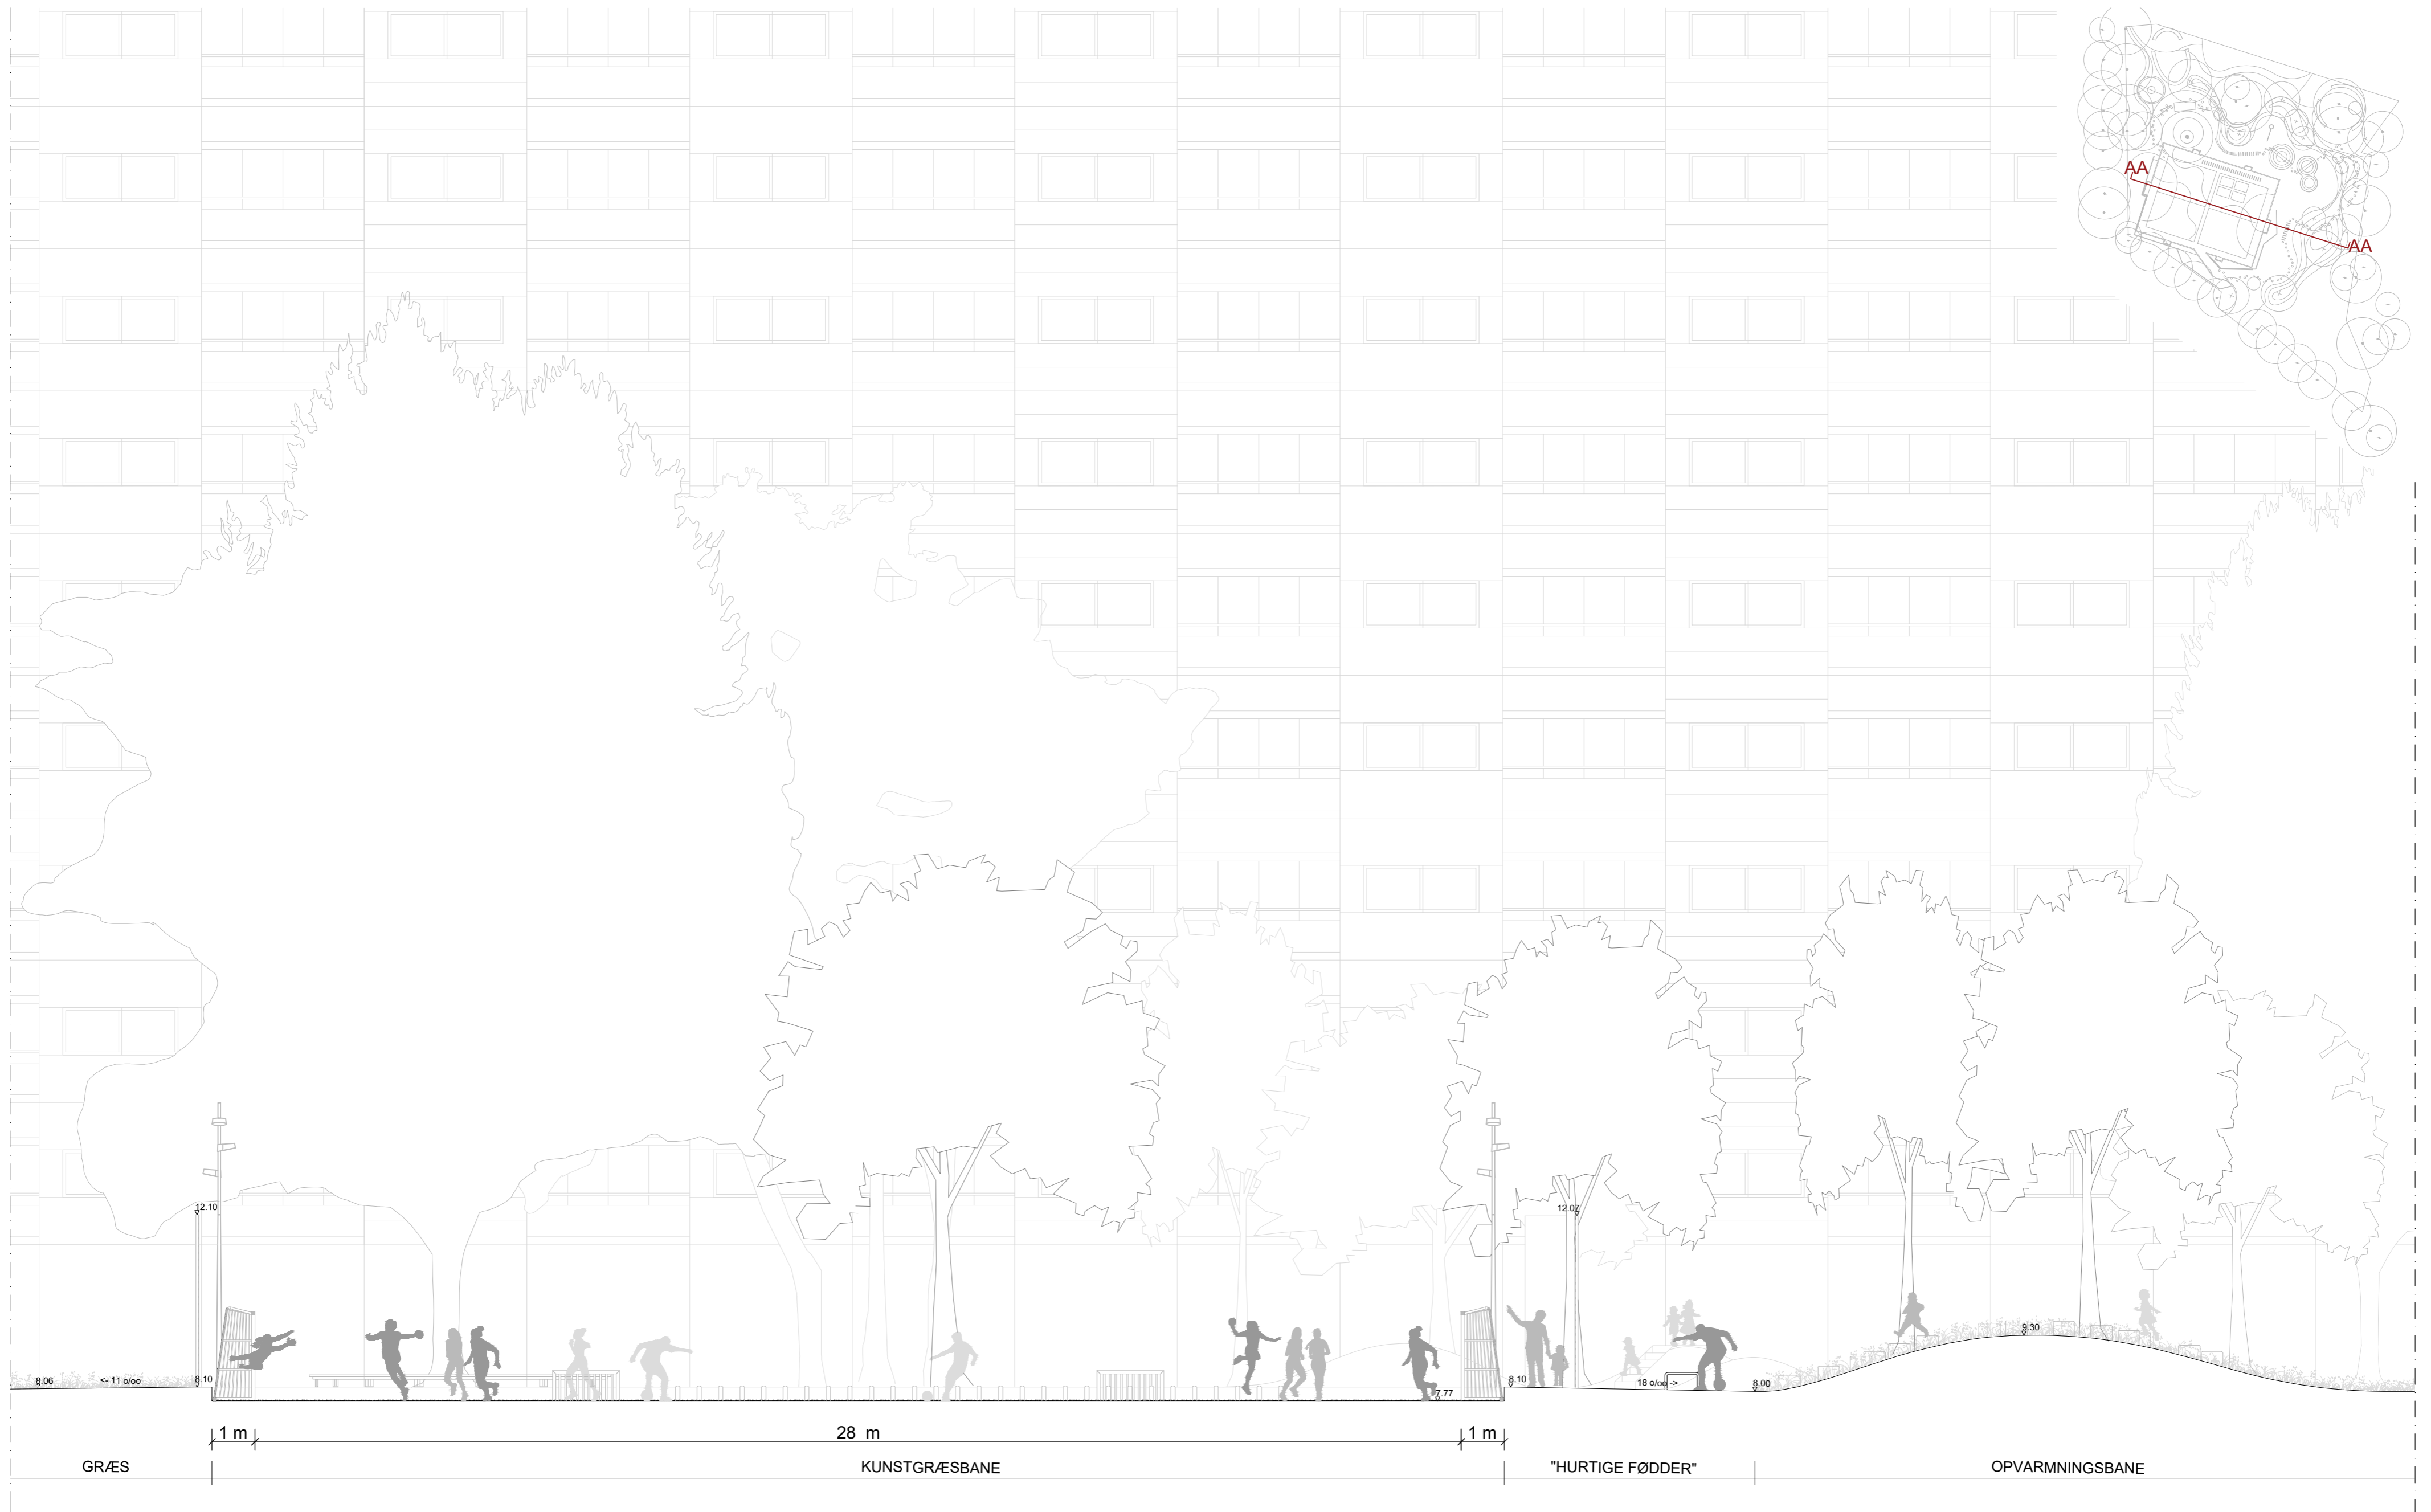 AA
AA
12.10
12.07
9.30
8.06
<- 11 o/oo
8.10
7.77
8.10
18 o/oo ->
8.00
1 m
28 m
1 m
GRÆS
KUNSTGRÆSBANE
"HURTIGE FØDDER"
OPVARMNINGSBANE